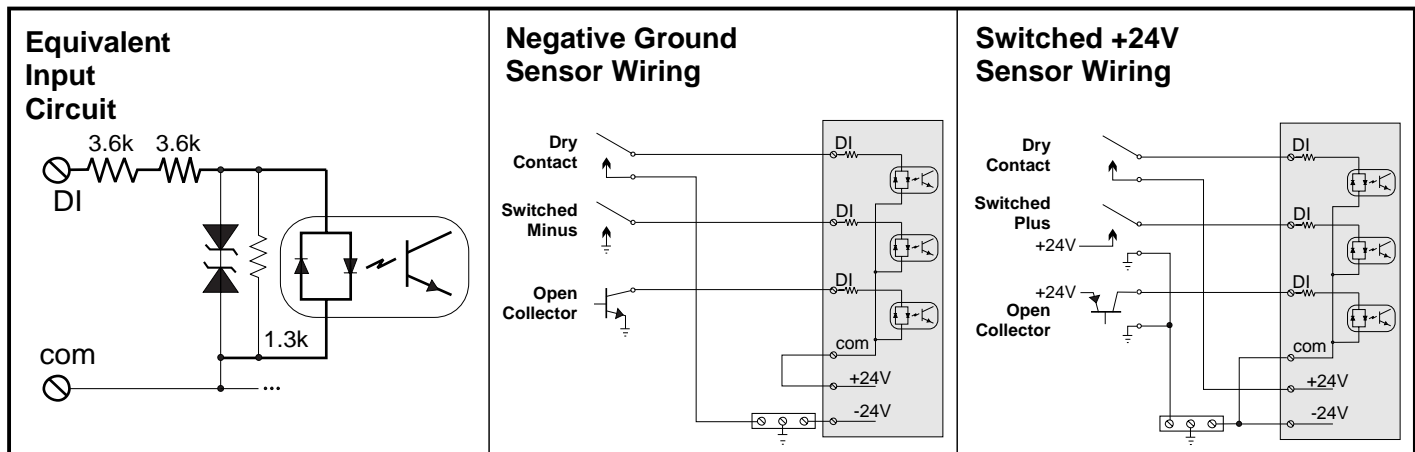 Equivalent
Input
Circuit
3.6k 3.6k
DI
1.3k
com
...
Negative Ground
Sensor Wiring
Dry
Contact
DI
Switched
Minus
DI
Open
Collector
DI
com
+24V
-24V
Switched +24V
Sensor Wiring
Dry
Contact
DI
Switched
Plus
+24V
DI
+24V
Open
Collector
DI
com
+24V
-24V